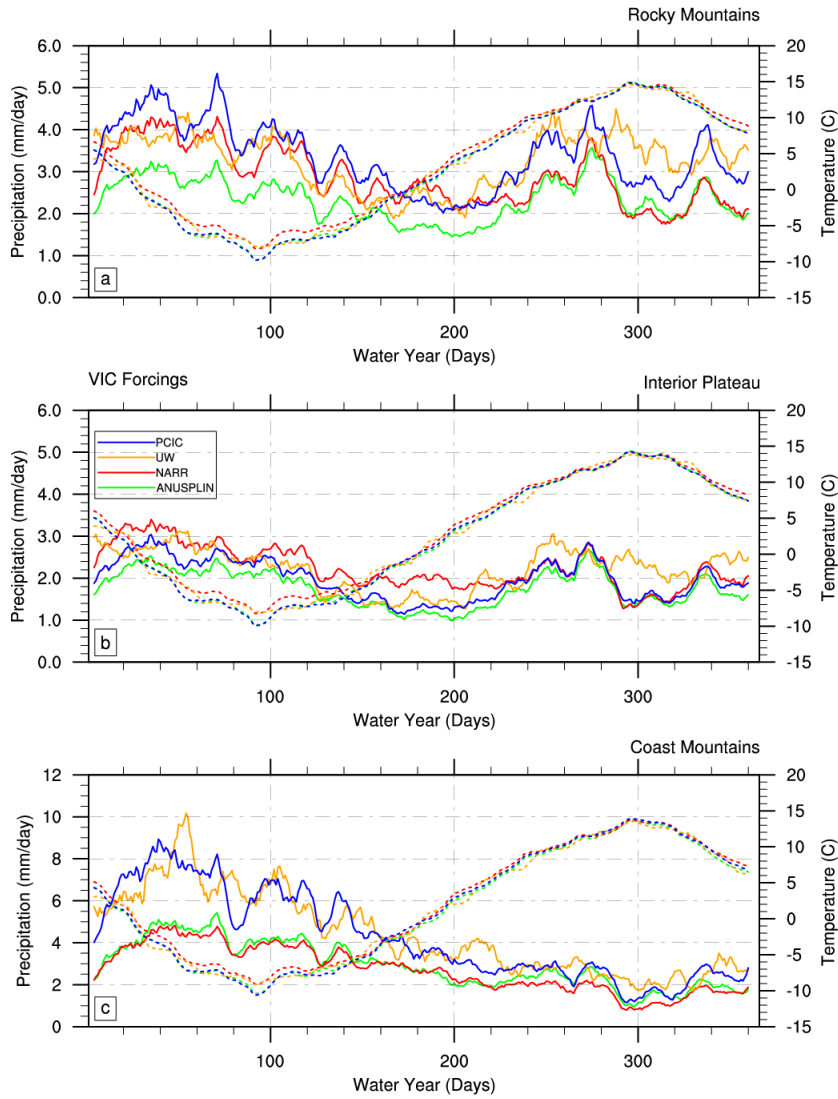 Rocky Mountains
6.0
5.0
4.0
3.0
2.0
1.0
0.0
Precipitation (mm/day)
20
15
10
5
0
-5
-10
-15
Temperature (C)
a
100
200
300
Water Year (Days)
VIC Forcings
Interior Plateau
6.0
5.0
4.0
3.0
2.0
1.0
0.0
Precipitation (mm/day)
PCIC
UW
NARR
ANUSPLIN
20
15
10
5
0
-5
-10
-15
Temperature (C)
b
100
200
300
Water Year (Days)
Coast Mountains
12
10
8
6
4
2
0
Precipitation (mm/day)
20
15
10
5
0
-5
-10
-15
Temperature (C)
c
100
200
300
Water Year (Days)